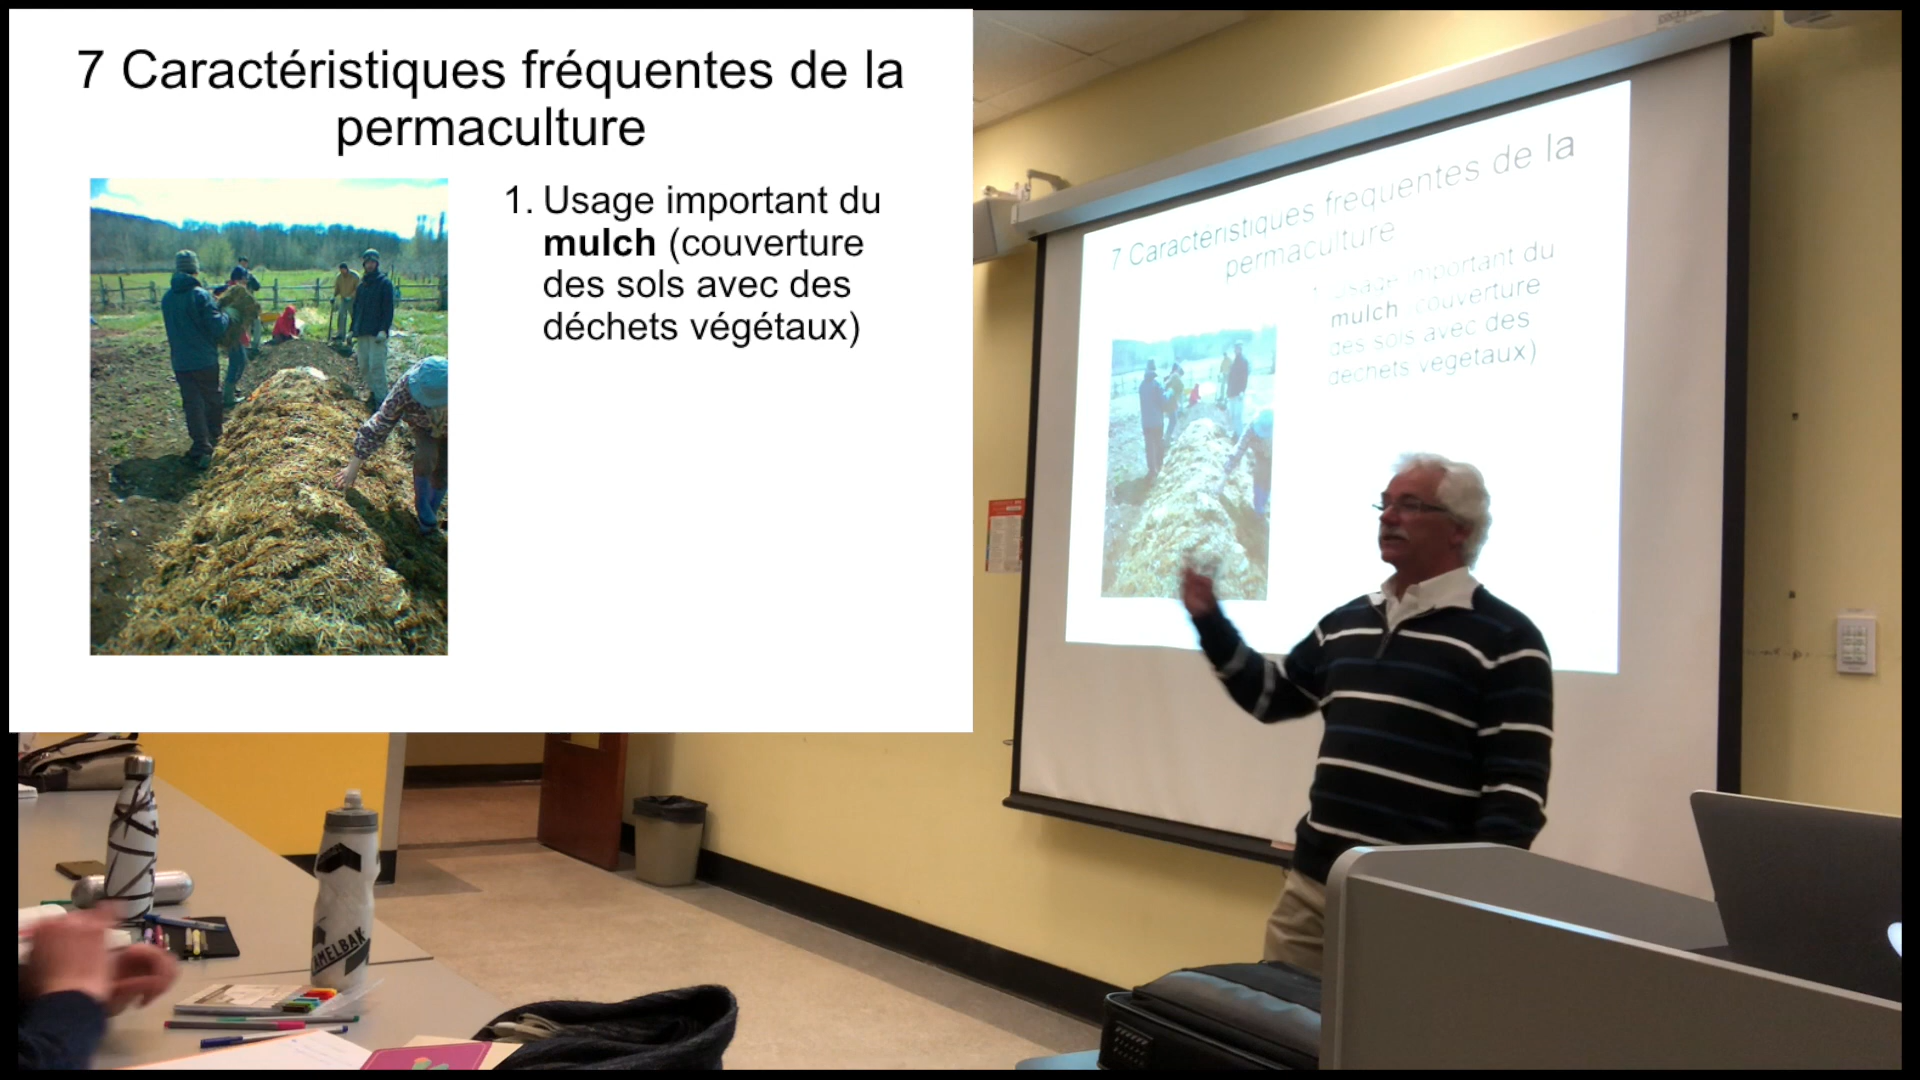 7 Caractéristiques fréquentes de la
permaculture
1. Usage important du
mulch (couverture
des sols avec des
déchets végétaux)
7 Caractéristiques fréquentes de la
permaculture
1. Usage important du
mulch (couverture
des sols avec des
déchets végétaux)
AMELBAK